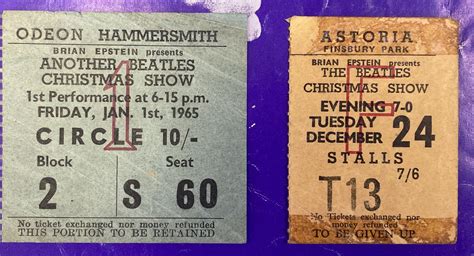 ODEON HAMMERSMITH
BRIAN EPSTEIN presents
ANOTHER BEATLES
CHRISTMAS SHOW
1st Performance at 6-15 p.m.
FRIDAY, JAN. 1st, 1965
CIRCLE 10/-
Block Seat
2 S 60
No ticket exchanged nor money refunded
THIS PORTION TO BE RETAINED
1
ASTORIA
FINSBURY PARK
BRIAN EPSTEIN presents
THE BEATLES
CHRISTMAS SHOW
EVENING 7-0
TUESDAY
DECEMBER 24
STALLS
7/6
T13
No Tickets exchanged nor
money refunded
TO BE GIVEN UP
F